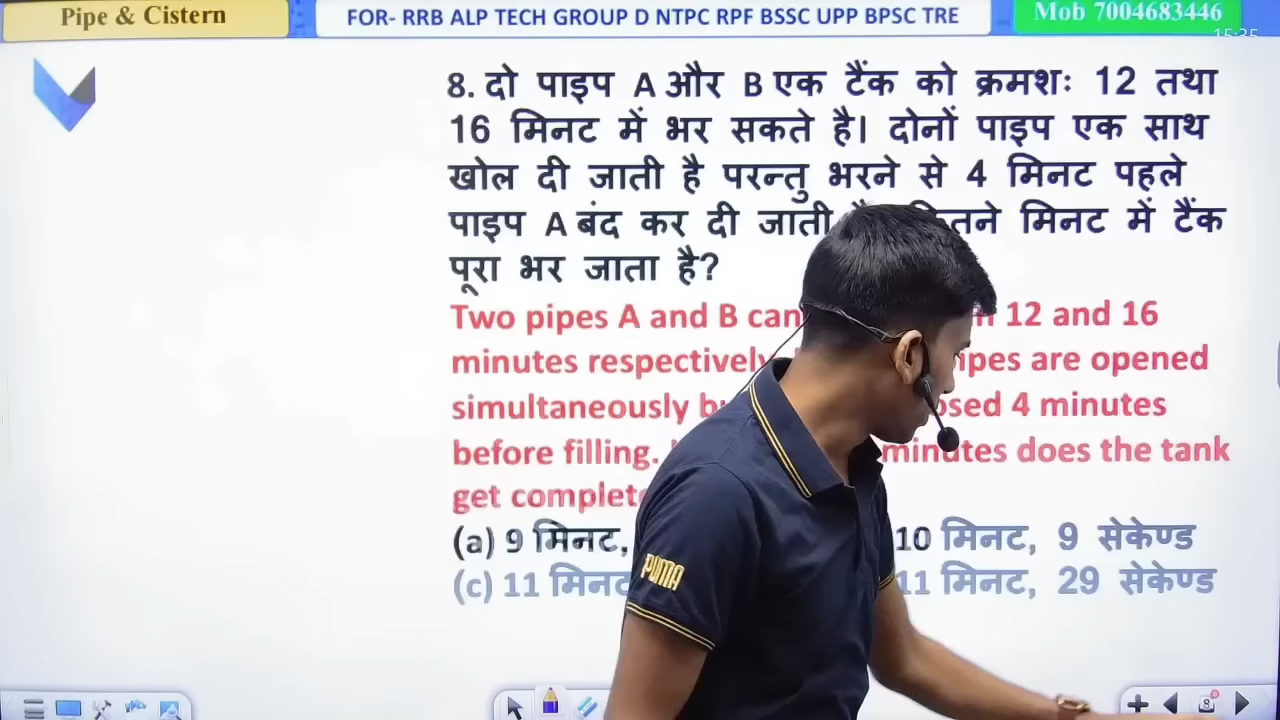 Pipe & Cistern
FOR- RRB ALP TECH GROUP D NTPC RPF BSSC UPP BPSC TRE
Mob 7004683446
15:35
8. दो पाइप A और B एक टैंक को क्रमशः 12 तथा
16 मिनट में भर सकते है। दोनों पाइप एक साथ
खोल दी जाती है परन्तु भरने से 4 मिनट पहले
पाइप A बंद कर दी जाती मिनट में टैंक
पूरा भर जाता है?
Two pipes A and B can 12 and 16
minutes respectively pipes are opened
simultaneously 4 minutes
before filling. minutes does the tank
get
(a) 9 मिनट, 10 मिनट, 9 सेकेण्ड
(c) 11 मिनट 11 मिनट, 29 सेकेण्ड
PUMA
8